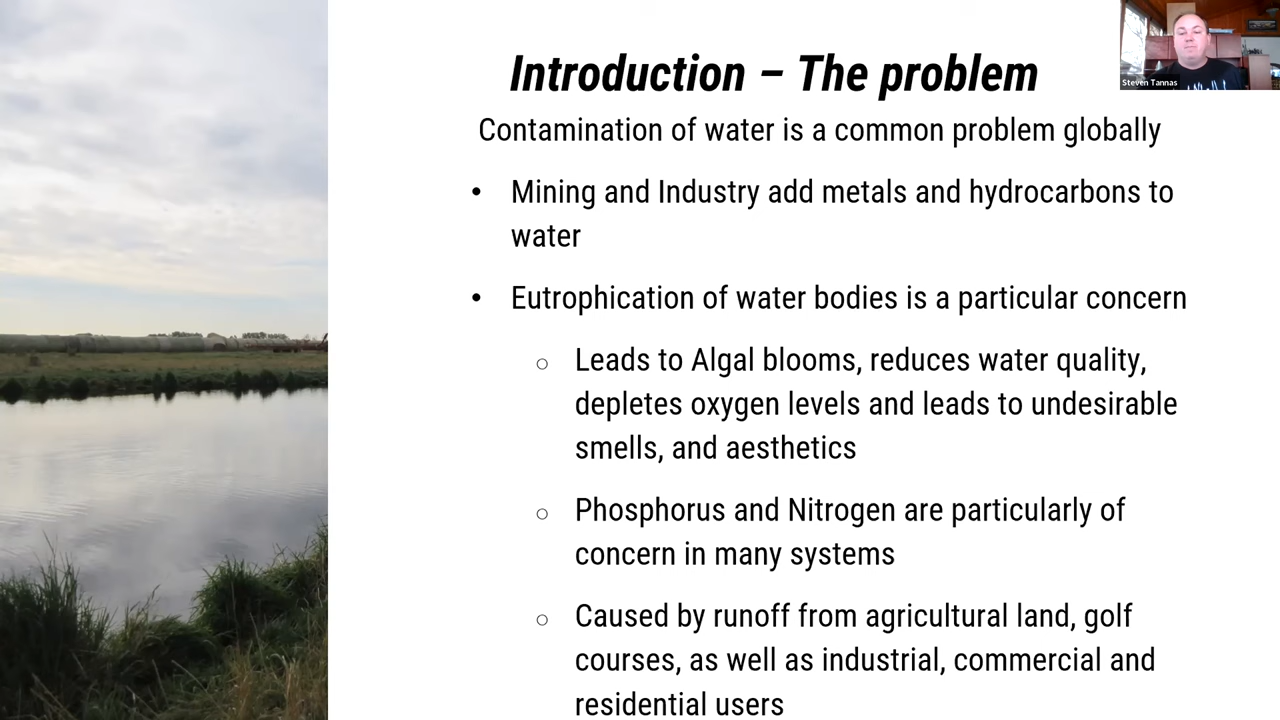 Introduction – The problem
Steven Tannas
Contamination of water is a common problem globally
• Mining and Industry add metals and hydrocarbons to
water
• Eutrophication of water bodies is a particular concern
○ Leads to Algal blooms, reduces water quality,
depletes oxygen levels and leads to undesirable
smells, and aesthetics
○ Phosphorus and Nitrogen are particularly of
concern in many systems
○ Caused by runoff from agricultural land, golf
courses, as well as industrial, commercial and
residential users